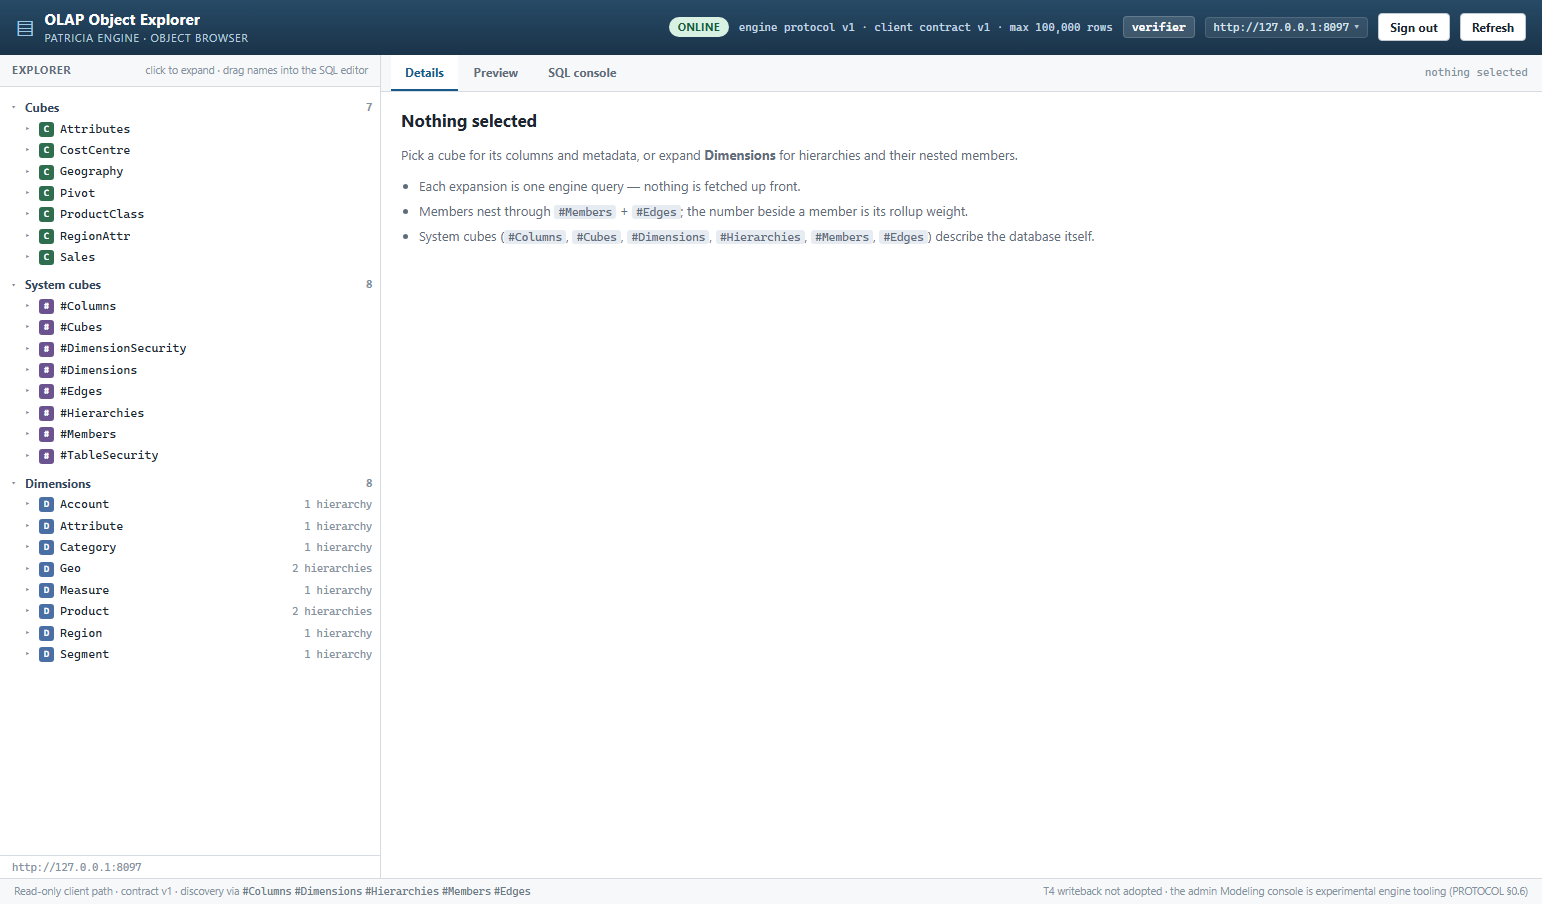 OLAP Object Explorer
PATRICIA ENGINE · OBJECT BROWSER
ONLINE engine protocol v1 · client contract v1 · max 100,000 rows verifier http://127.0.0.1:8097 Sign out Refresh
EXPLORER click to expand · drag names into the SQL editor
Details Preview SQL console nothing selected
Cubes 7
C Attributes
C CostCentre
C Geography
C Pivot
C ProductClass
C RegionAttr
C Sales
System cubes 8
# #Columns
# #Cubes
# #DimensionSecurity
# #Dimensions
# #Edges
# #Hierarchies
# #Members
# #TableSecurity
Dimensions 8
D Account 1 hierarchy
D Attribute 1 hierarchy
D Category 1 hierarchy
D Geo 2 hierarchies
D Measure 1 hierarchy
D Product 2 hierarchies
D Region 1 hierarchy
D Segment 1 hierarchy
http://127.0.0.1:8097
Nothing selected
Pick a cube for its columns and metadata, or expand Dimensions for hierarchies and their nested members.
• Each expansion is one engine query — nothing is fetched up front.
• Members nest through #Members + #Edges; the number beside a member is its rollup weight.
• System cubes (#Columns, #Cubes, #Dimensions, #Hierarchies, #Members, #Edges) describe the database itself.
Read-only client path · contract v1 · discovery via #Columns #Dimensions #Hierarchies #Members #Edges
T4 writeback not adopted · the admin Modeling console is experimental engine tooling (PROTOCOL §0.6)